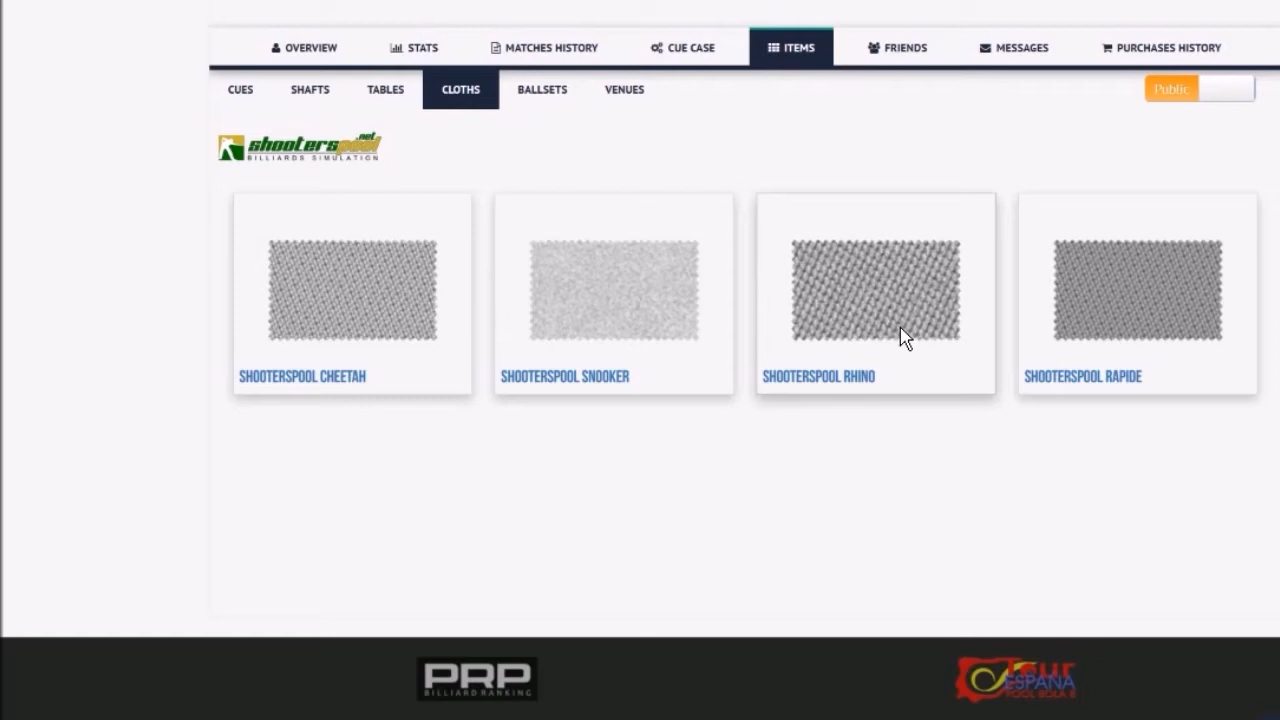 OVERVIEW STATS MATCHES HISTORY CUE CASE ITEMS FRIENDS MESSAGES PURCHASES HISTORY
CUES SHAFTS TABLES CLOTHS BALLSETS VENUES Public
shooterspool.net
BILLIARDS SIMULATION
SHOOTERSPOOL CHEETAH SHOOTERSPOOL SNOOKER SHOOTERSPOOL RHINO SHOOTERSPOOL RAPIDE
PRP
BILLIARD RANKING
Tour
ESPAÑA
POOL BOLA 8